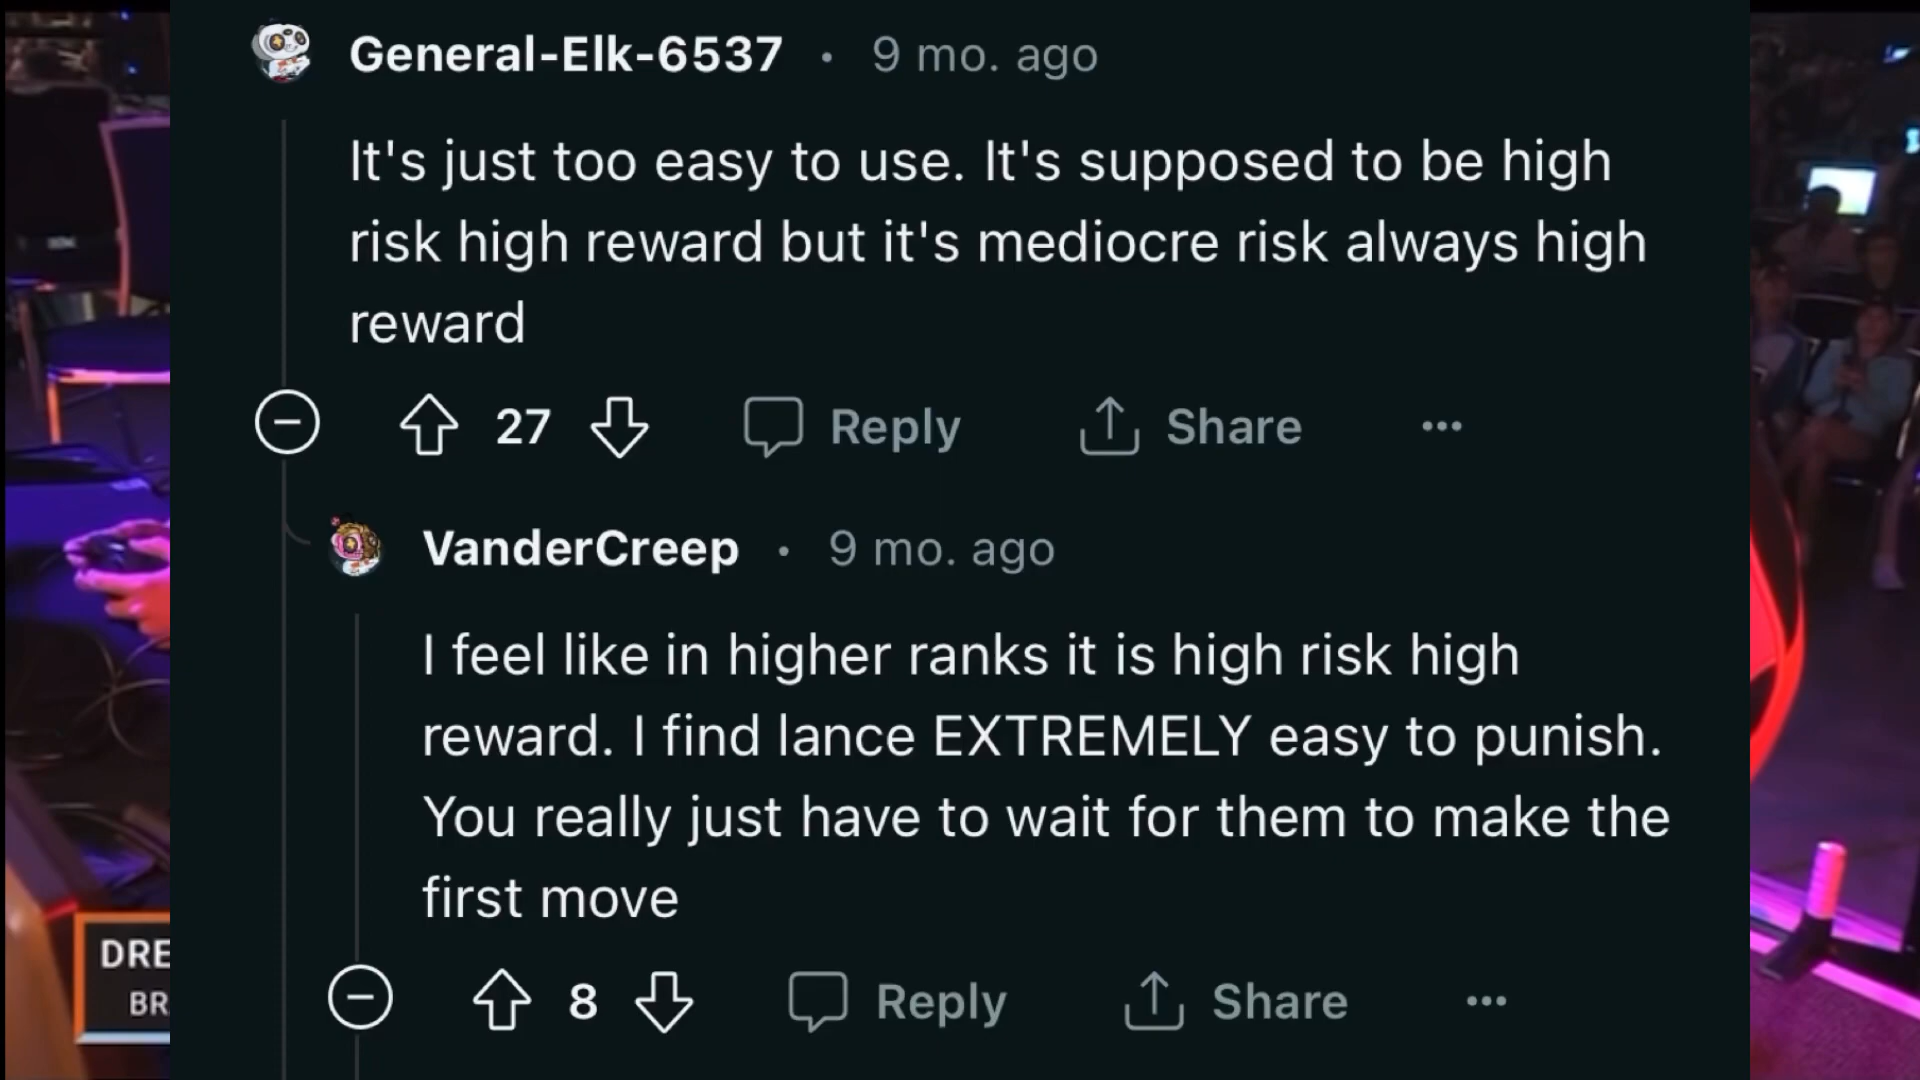 General-Elk-6537 · 9 mo. ago
It's just too easy to use. It's supposed to be high
risk high reward but it's mediocre risk always high
reward
27 Reply Share ...
VanderCreep · 9 mo. ago
I feel like in higher ranks it is high risk high
reward. I find lance EXTREMELY easy to punish.
You really just have to wait for them to make the
first move
8 Reply Share ...
DRE
BR